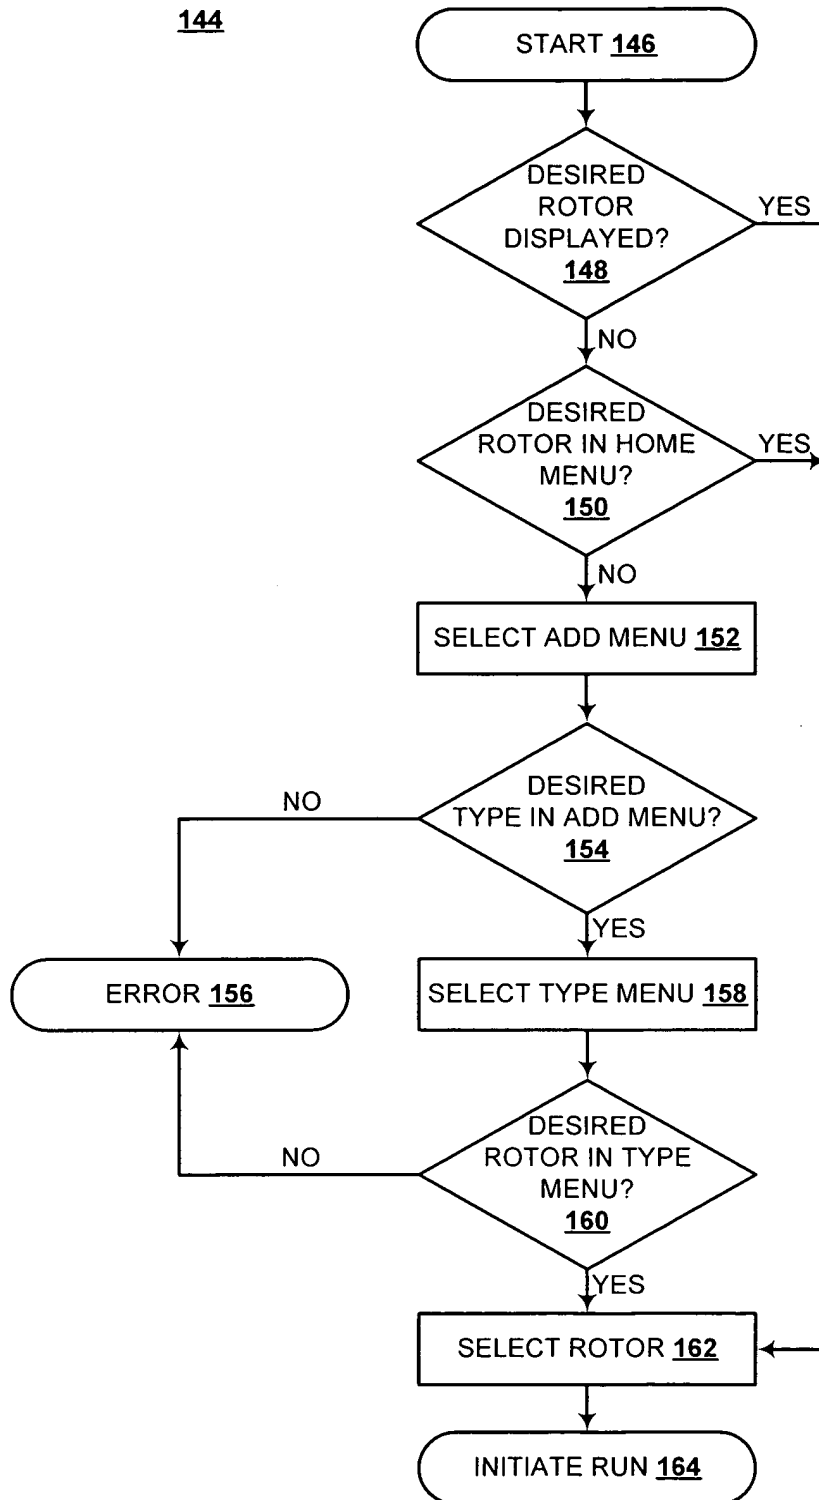 144
START 146
DESIRED
ROTOR
DISPLAYED?
148
YES
NO
DESIRED
ROTOR IN HOME
MENU?
150
YES
NO
SELECT ADD MENU 152
DESIRED
TYPE IN ADD MENU?
154
NO
YES
ERROR 156
SELECT TYPE MENU 158
DESIRED
ROTOR IN TYPE
MENU?
160
NO
YES
SELECT ROTOR 162
INITIATE RUN 164